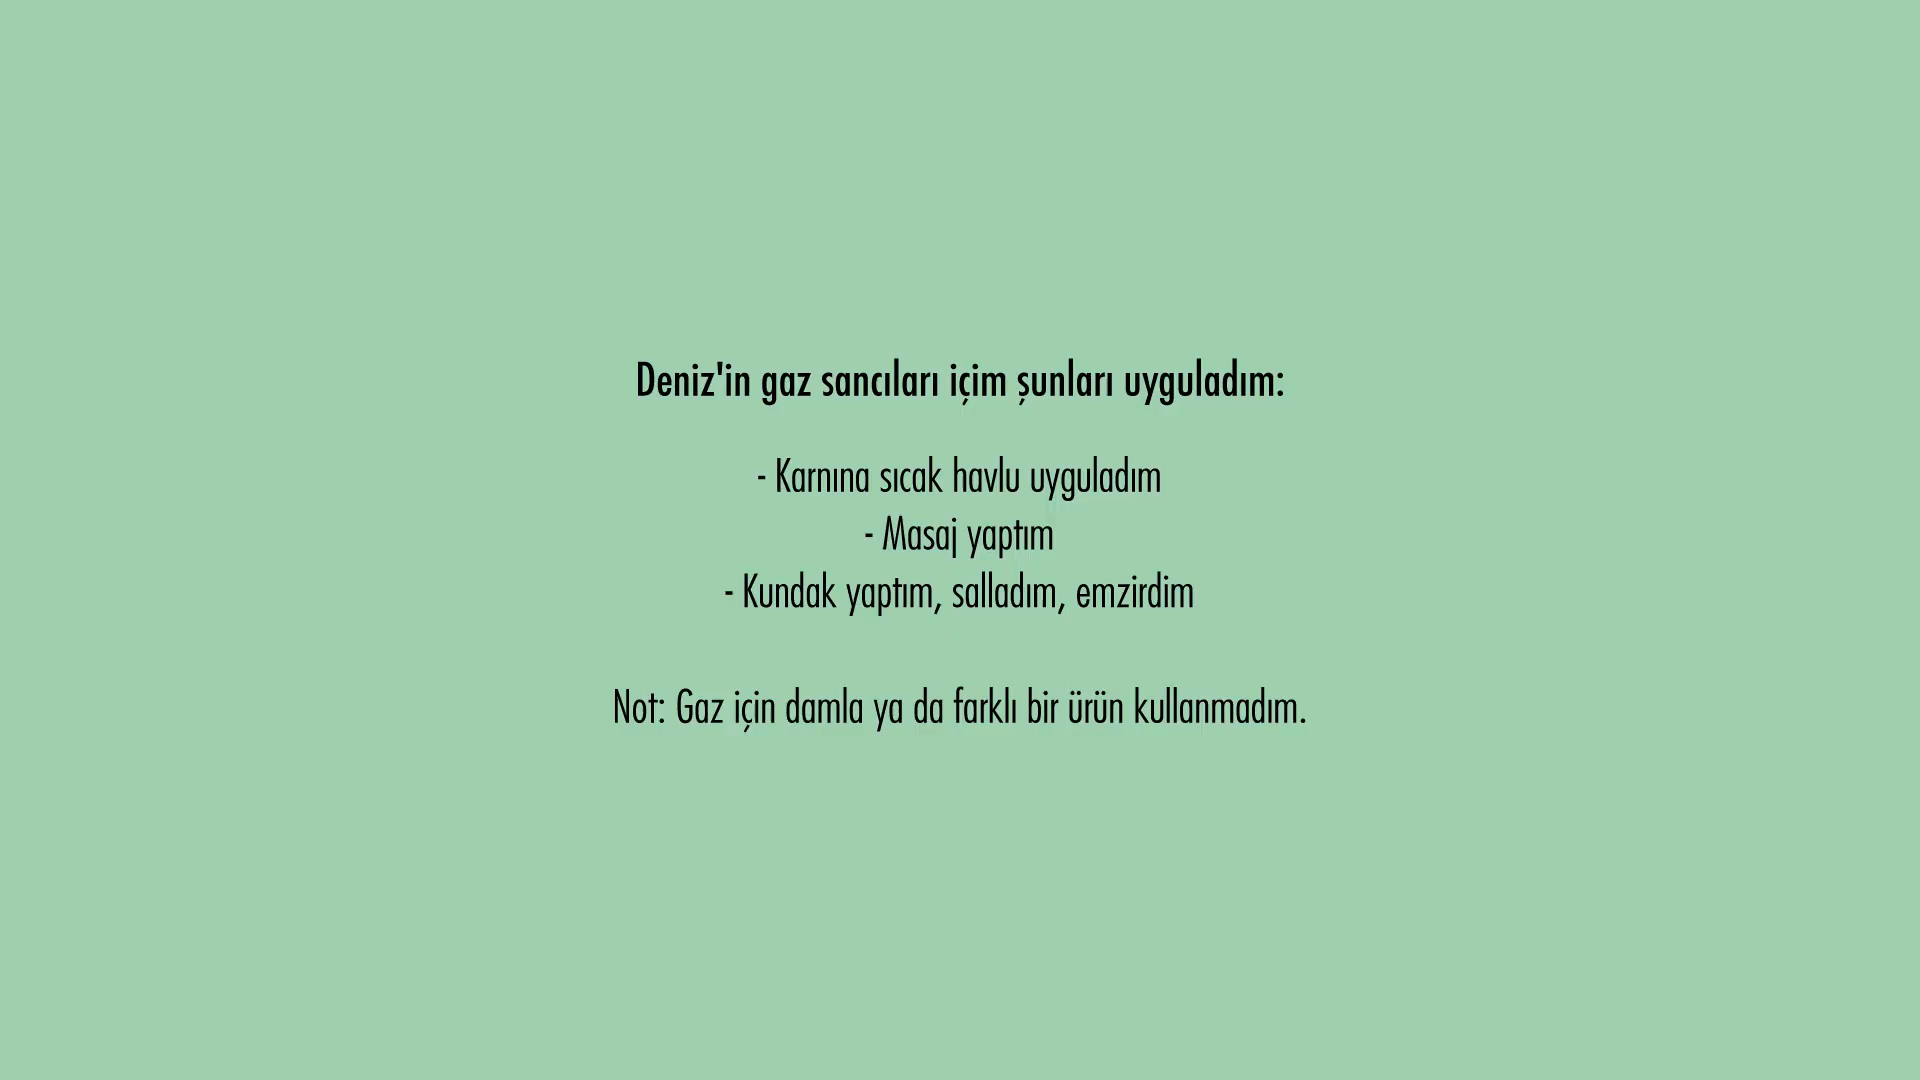 Deniz'in gaz sancıları içim şunları uyguladım:
- Karnına sıcak havlu uyguladım
- Masaj yaptım
- Kundak yaptım, salladım, emzirdim
Not: Gaz için damla ya da farklı bir ürün kullanmadım.